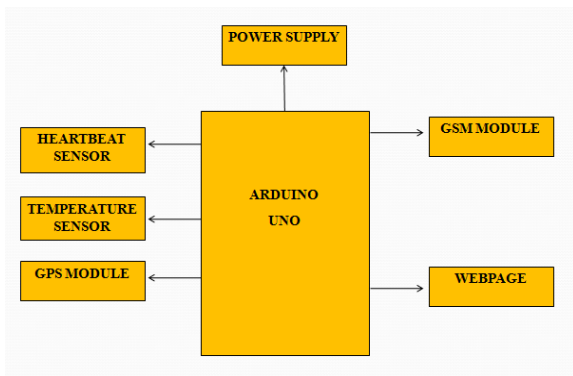 POWER SUPPLY
HEARTBEAT
SENSOR
GSM MODULE
TEMPERATURE
SENSOR
ARDUINO
UNO
GPS MODULE
WEBPAGE